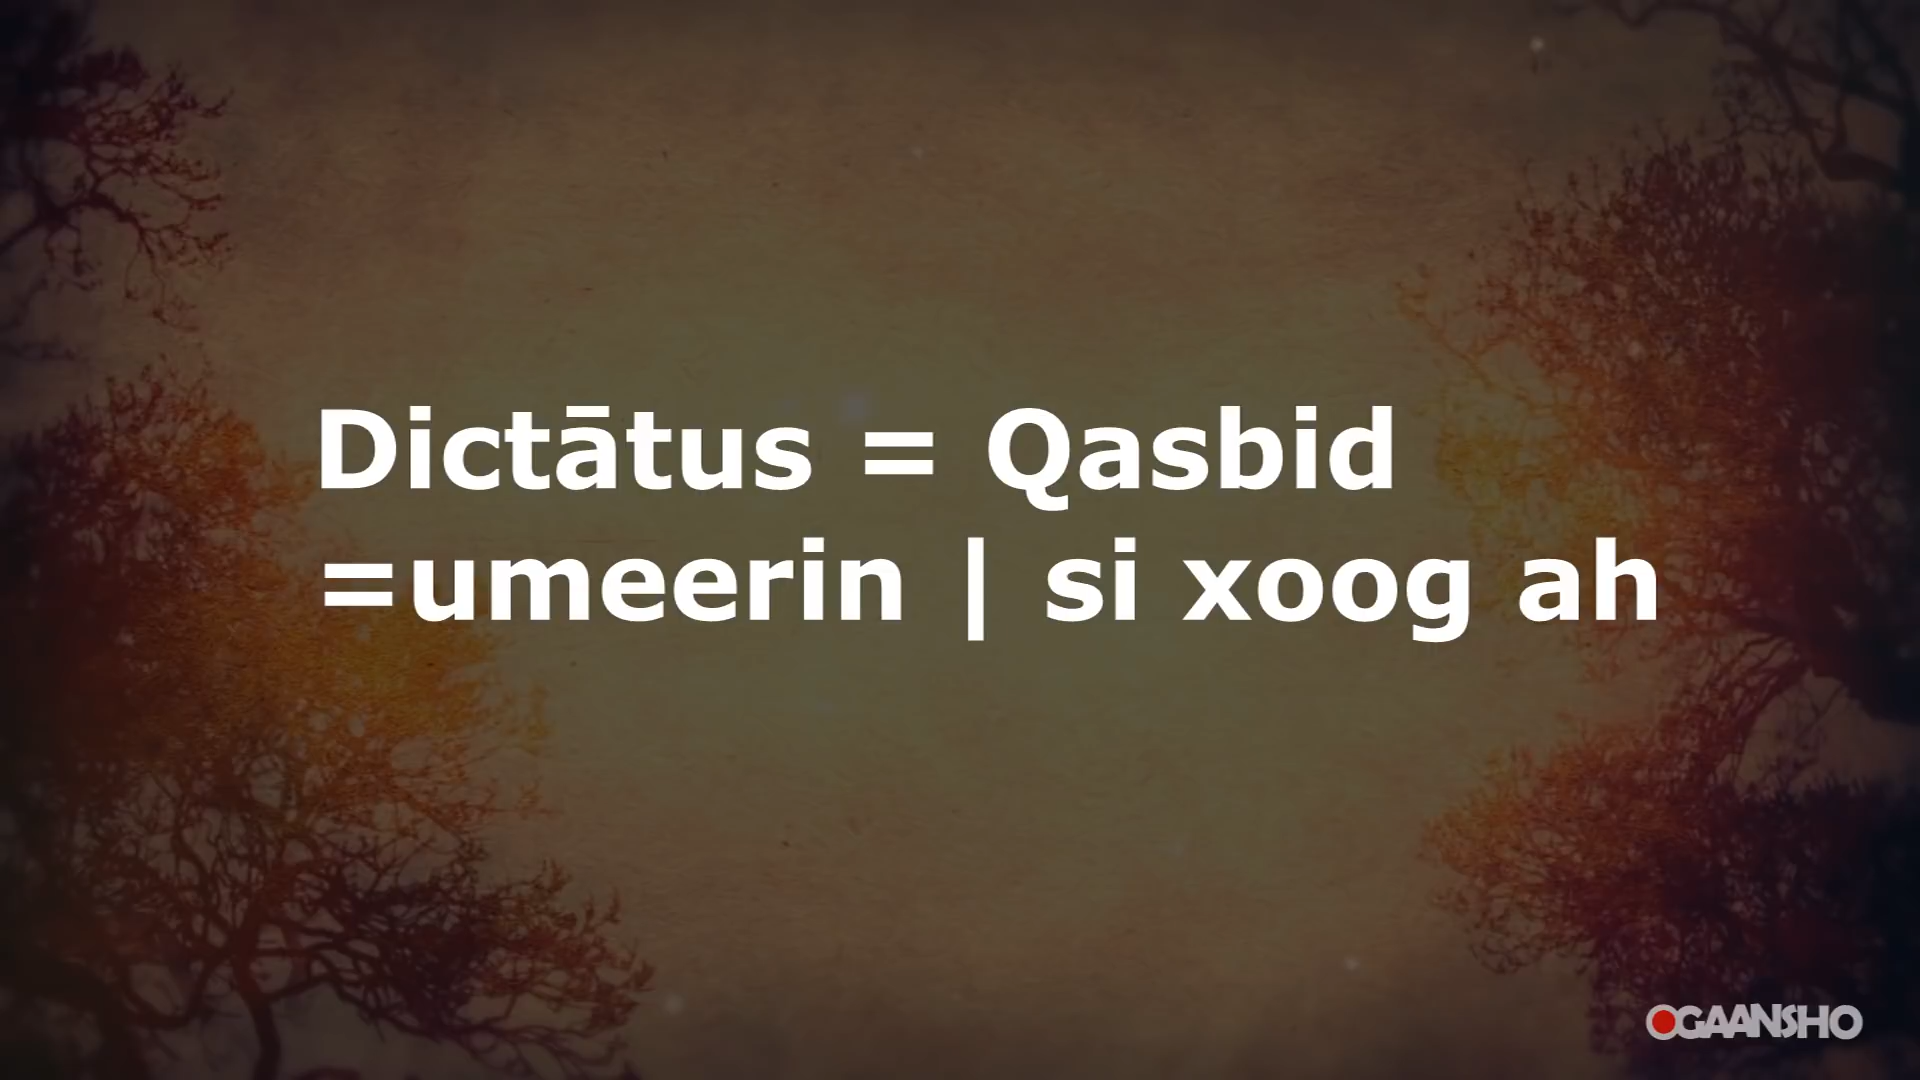 Dictātus = Qasbid
=umeerin | si xoog ah
OGAANSHO